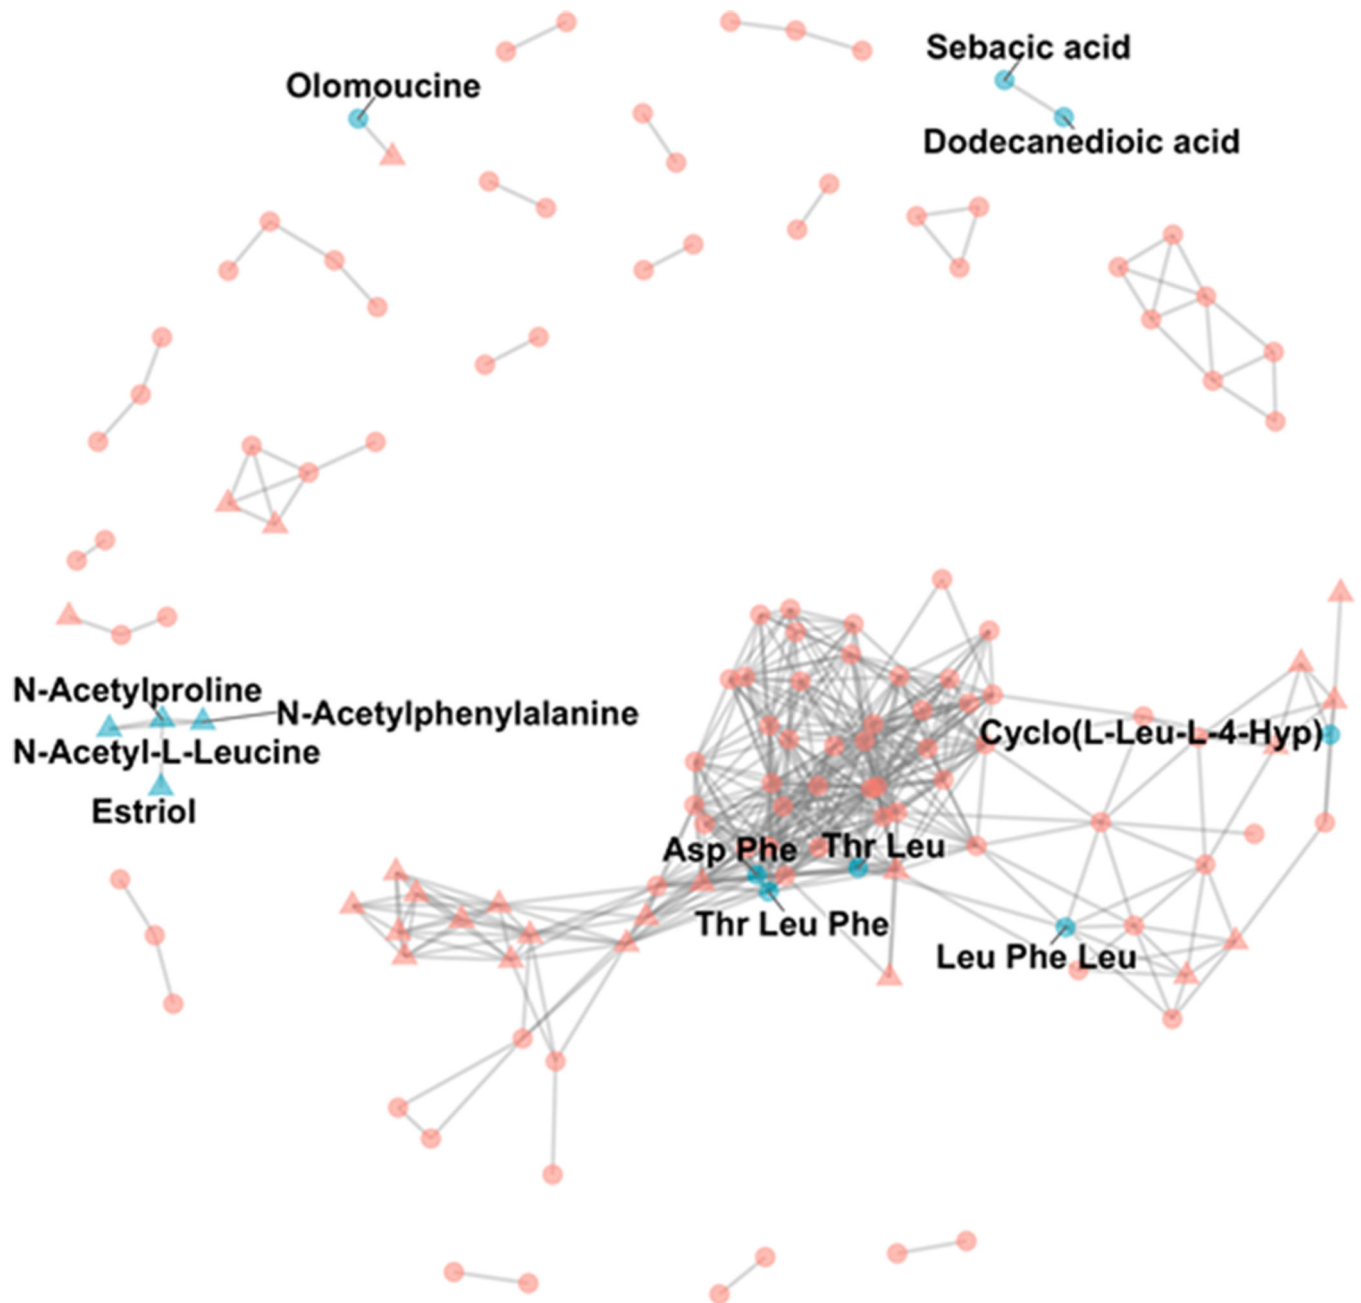 Sebacic acid
Olomoucine
Dodecanedioic acid
N-Acetylproline
N-Acetylphenylalanine
Cyclo(L-Leu-L-4-Hyp)
N-Acetyl-L-Leucine
Estriol
Asp Phe
Thr Leu
Thr Leu Phe
Leu Phe Leu